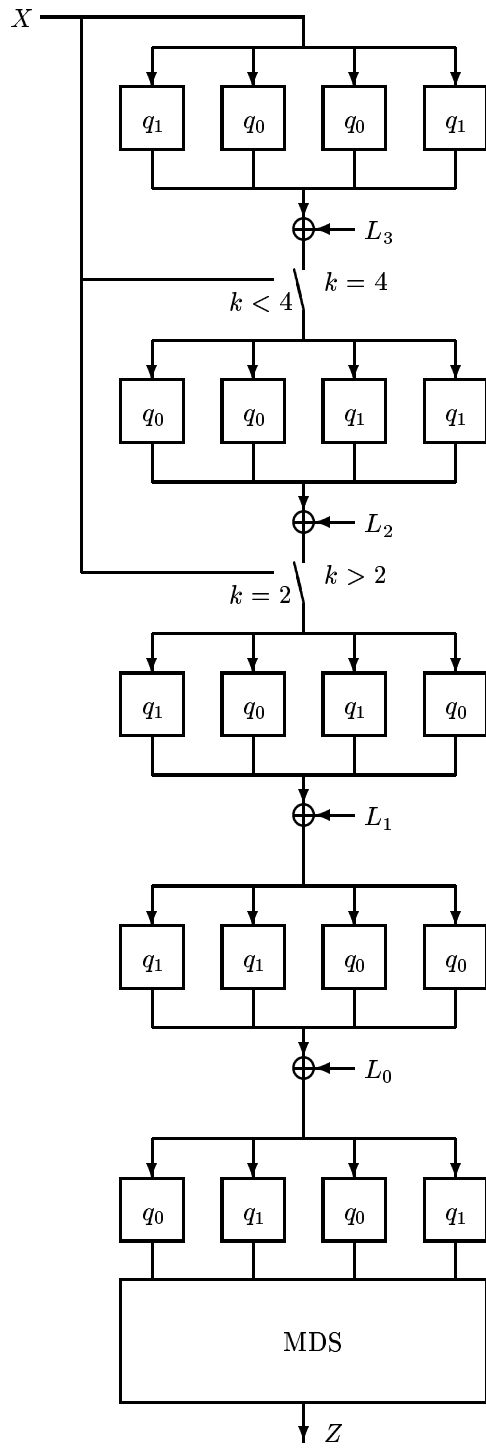 X
q₁ q₀ q₀ q₁
L₃
k < 4 k = 4
q₀ q₀ q₁ q₁
L₂
k = 2 k > 2
q₁ q₀ q₁ q₀
L₁
q₁ q₁ q₀ q₀
L₀
q₀ q₁ q₀ q₁
MDS
Z